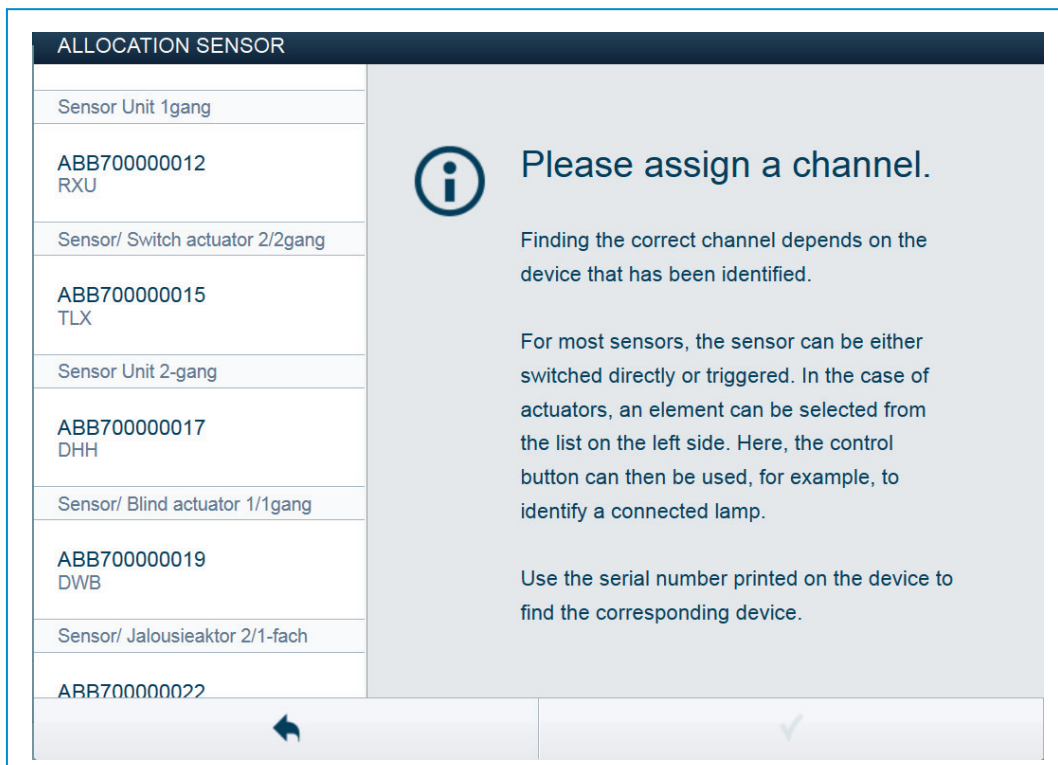 ALLOCATION SENSOR
Sensor Unit 1gang
ABB700000012
RXU
Sensor/ Switch actuator 2/2gang
ABB700000015
TLX
Sensor Unit 2-gang
ABB700000017
DHH
Sensor/ Blind actuator 1/1gang
ABB700000019
DWB
Sensor/ Jalousieaktor 2/1-fach
ABB700000022
Please assign a channel.
Finding the correct channel depends on the
device that has been identified.
For most sensors, the sensor can be either
switched directly or triggered. In the case of
actuators, an element can be selected from
the list on the left side. Here, the control
button can then be used, for example, to
identify a connected lamp.
Use the serial number printed on the device to
find the corresponding device.